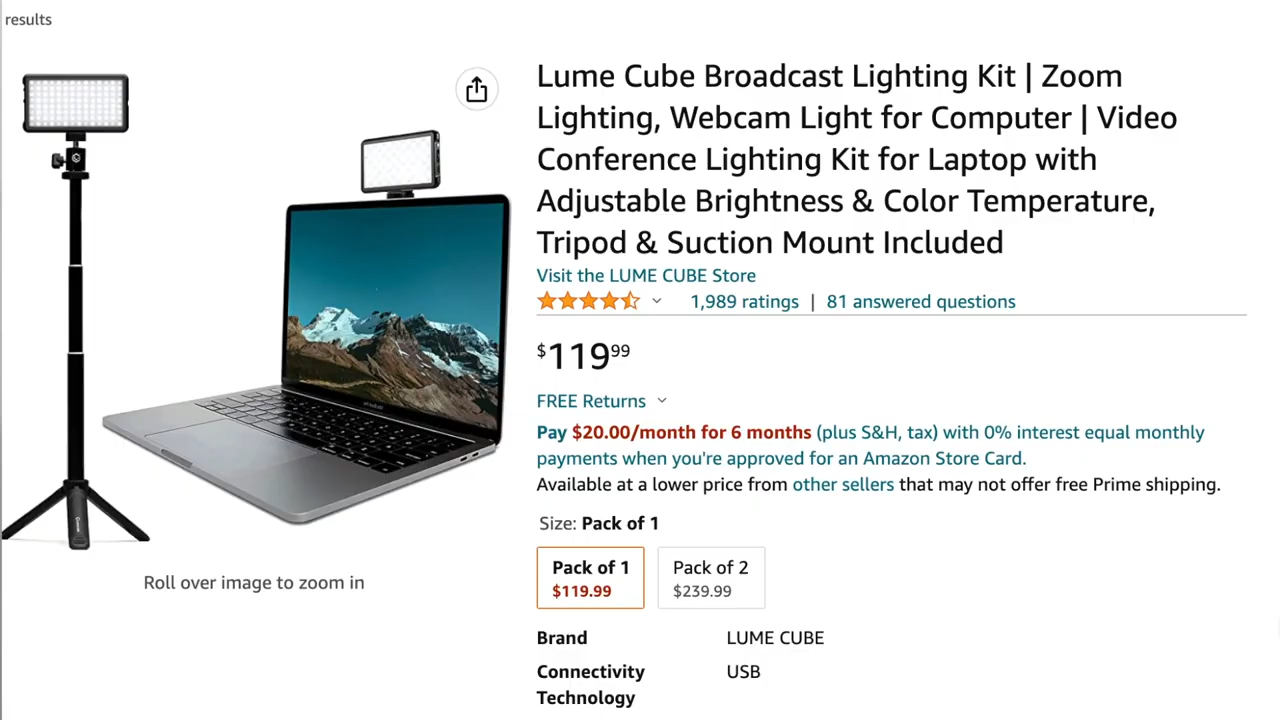 results
Lume Cube Broadcast Lighting Kit | Zoom
Lighting, Webcam Light for Computer | Video
Conference Lighting Kit for Laptop with
Adjustable Brightness & Color Temperature,
Tripod & Suction Mount Included
Visit the LUME CUBE Store
1,989 ratings | 81 answered questions
$119 99
FREE Returns
Pay $20.00/month for 6 months (plus S&H, tax) with 0% interest equal monthly
payments when you're approved for an Amazon Store Card.
Available at a lower price from other sellers that may not offer free Prime shipping.
Size: Pack of 1
Pack of 1
$119.99
Pack of 2
$239.99
Roll over image to zoom in
Brand LUME CUBE
Connectivity USB
Technology